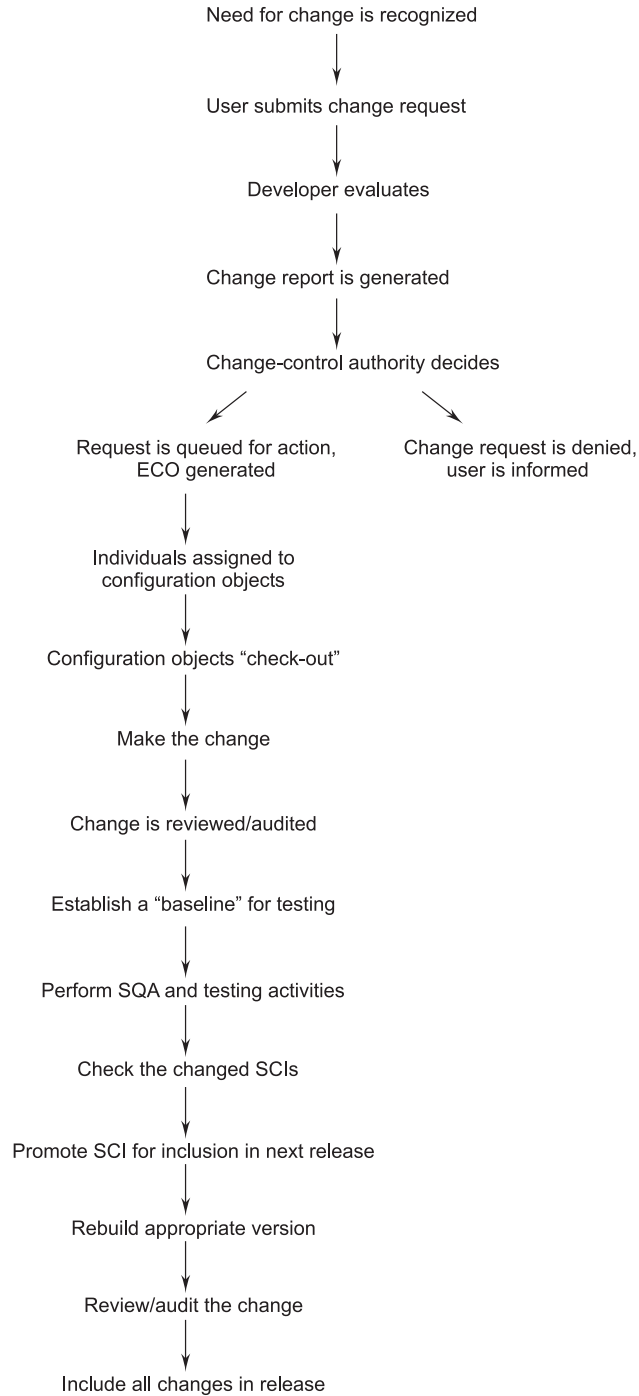 Need for change is recognized
User submits change request
Developer evaluates
Change report is generated
Change-control authority decides
Request is queued for action,
ECO generated
Change request is denied,
user is informed
Individuals assigned to
configuration objects
Configuration objects “check-out”
Make the change
Change is reviewed/audited
Establish a “baseline” for testing
Perform SQA and testing activities
Check the changed SCIs
Promote SCI for inclusion in next release
Rebuild appropriate version
Review/audit the change
Include all changes in release